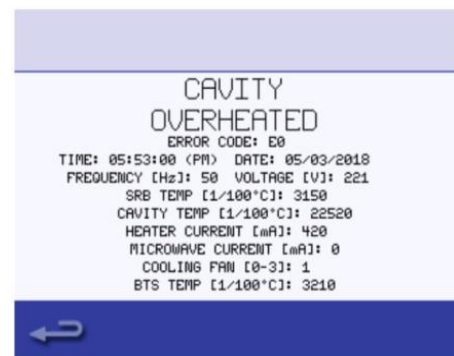 CAVITY
OVERHEATED
ERROR CODE: E0
TIME: 05:53:00 (PM) DATE: 05/03/2018
FREQUENCY [Hz]: 50 VOLTAGE [V]: 221
SRB TEMP [1/100°C]: 3150
CAVITY TEMP [1/100°C]: 22520
HEATER CURRENT [mA]: 420
MICROWAVE CURRENT [mA]: 0
COOLING FAN [0-3]: 1
BTS TEMP [1/100°C]: 3210